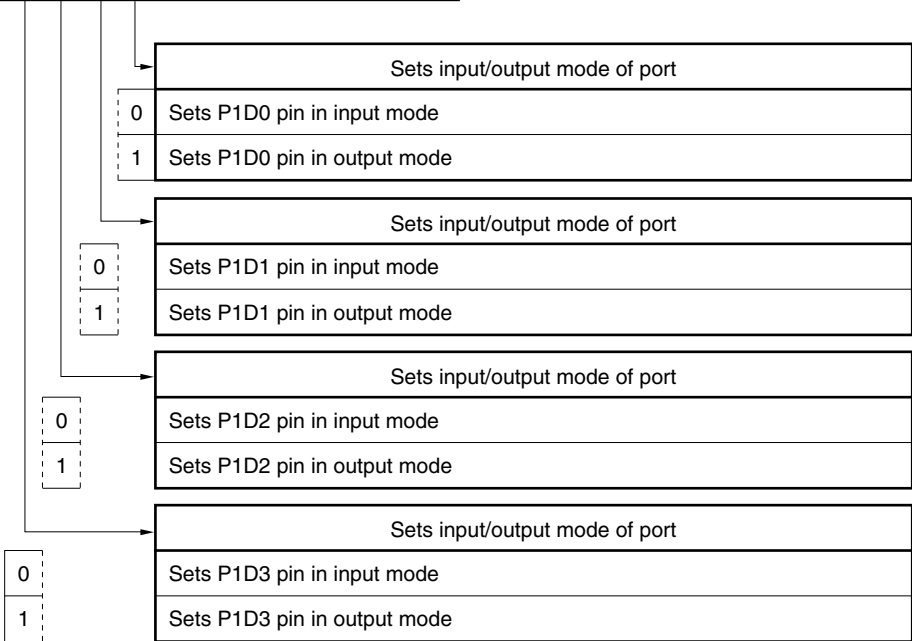 Sets input/output mode of port
0 Sets P1D0 pin in input mode
1 Sets P1D0 pin in output mode
Sets input/output mode of port
0 Sets P1D1 pin in input mode
1 Sets P1D1 pin in output mode
Sets input/output mode of port
0 Sets P1D2 pin in input mode
1 Sets P1D2 pin in output mode
Sets input/output mode of port
0 Sets P1D3 pin in input mode
1 Sets P1D3 pin in output mode